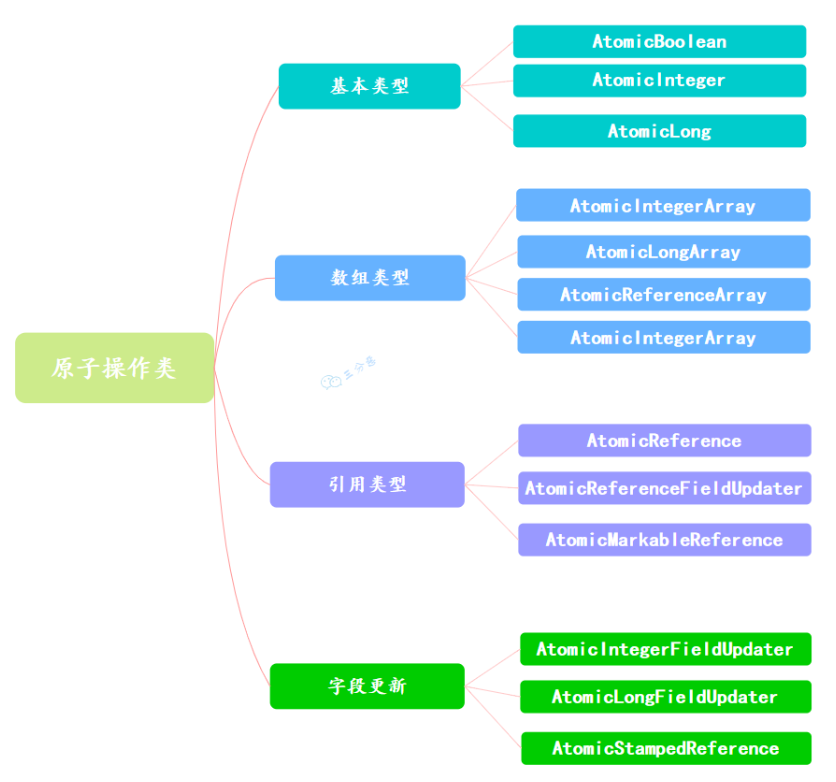 原子操作类
基本类型
AtomicBoolean
AtomicInteger
AtomicLong
数组类型
AtomicIntegerArray
AtomicLongArray
AtomicReferenceArray
AtomicIntegerArray
三分恶
引用类型
AtomicReference
AtomicReferenceFieldUpdater
AtomicMarkableReference
字段更新
AtomicIntegerFieldUpdater
AtomicLongFieldUpdater
AtomicStampedReference